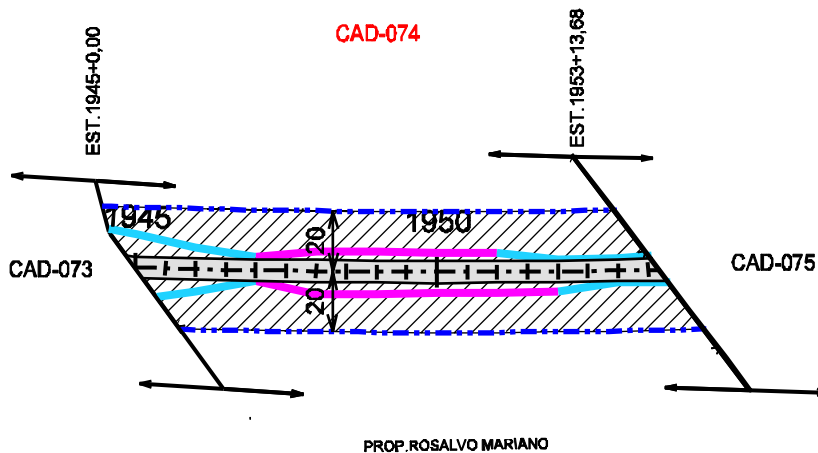 CAD-074
EST.1945+0,00
EST.1953+13,68
1945
1950
20
CAD-073
CAD-075
20
PROP.ROSALVO MARIANO